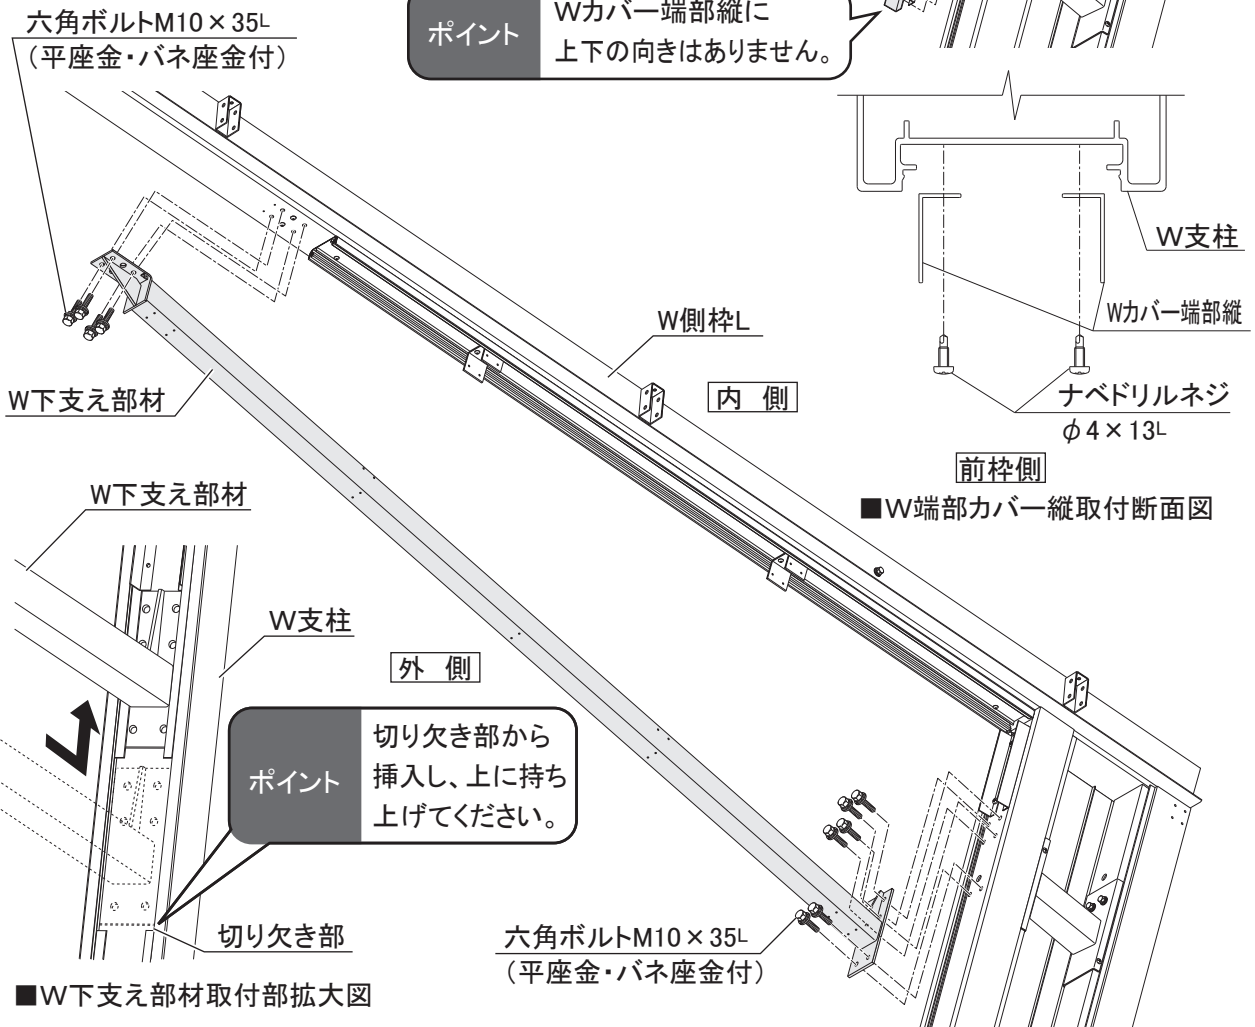 六角ボルトM10×35L
（平座金・バネ座金付）
ポイント
Wカバー端部縦に
上下の向きはありません。
W支柱
Wカバー端部縦
ナベドリルネジ
φ4×13L
前枠側
■W端部カバー縦取付断面図
W側枠L
内 側
W下支え部材
W下支え部材
W支柱
外 側
ポイント
切り欠き部から
挿入し、上に持ち
上げてください。
切り欠き部
■W下支え部材取付部拡大図
六角ボルトM10×35L
（平座金・バネ座金付）